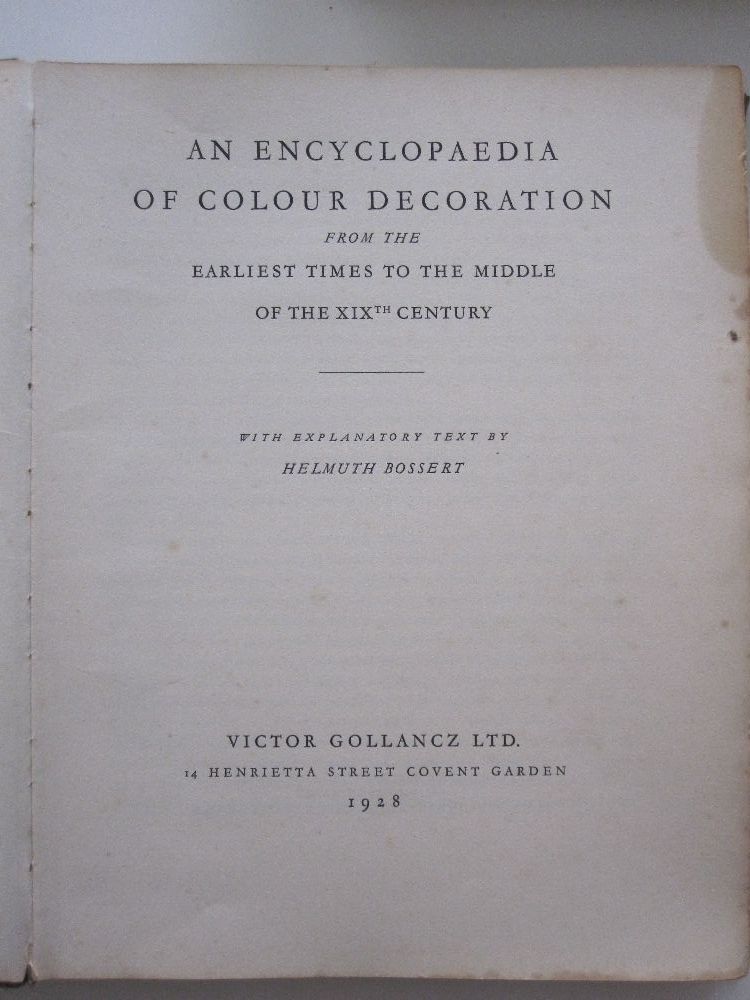 AN ENCYCLOPAEDIA
OF COLOUR DECORATION
FROM THE
EARLIEST TIMES TO THE MIDDLE
OF THE XIXTH CENTURY
WITH EXPLANATORY TEXT BY
HELMUTH BOSSERT
VICTOR GOLLANCZ LTD.
14 HENRIETTA STREET COVENT GARDEN
1928